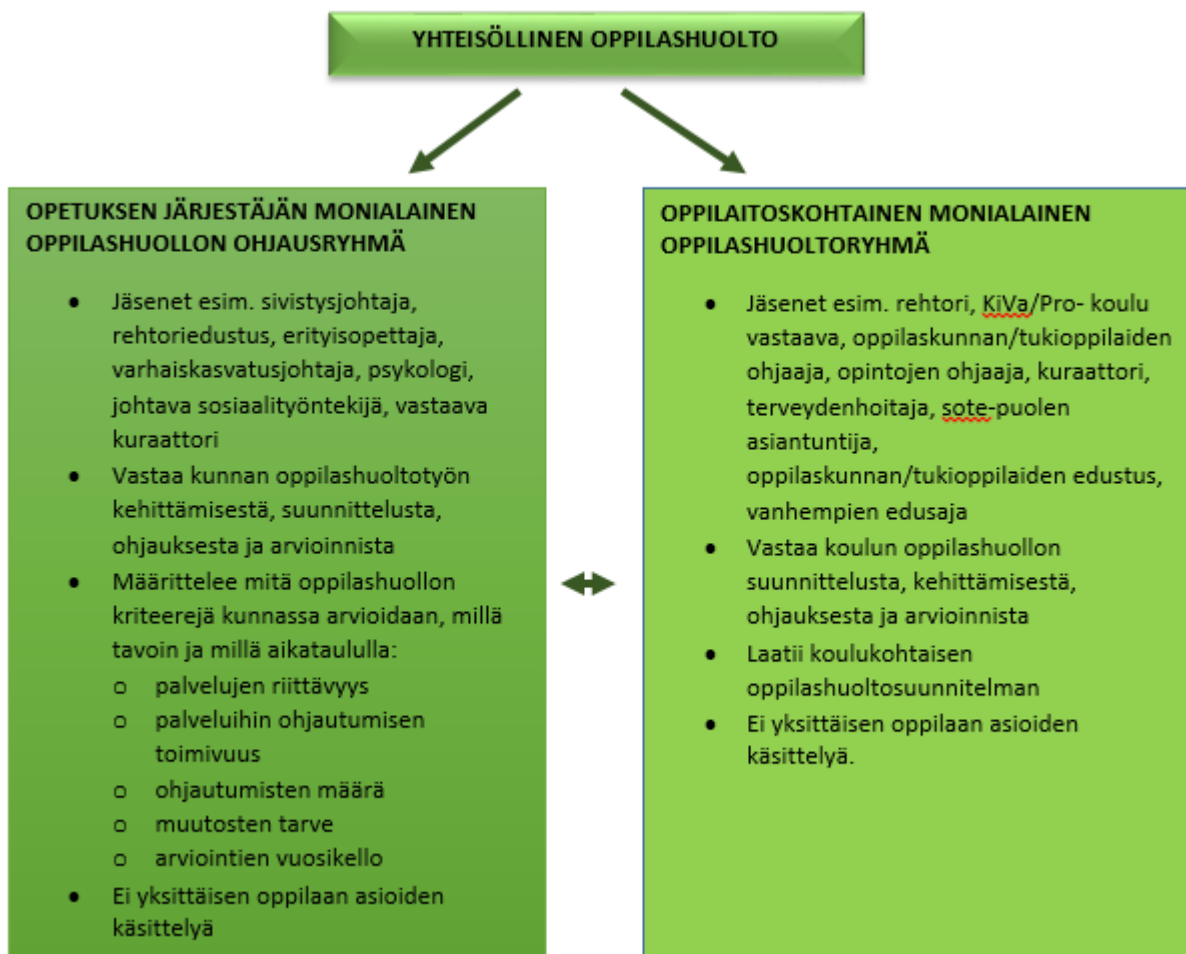 YHTEISÖLLINEN OPPILASHUOLTO
OPETUKSEN JÄRJESTÄJÄN MONIALAINEN
OPPILASHUOLLON OHJAUSRYHMÄ
● Jäsenet esim. sivistysjohtaja,
rehtoriedustus, erityisopettaja,
varhaiskasvatusjohtaja, psykologi,
johtava sosiaalityöntekijä, vastaava
kuraattori
● Vastaa kunnan oppilashuoltotyön
kehittämisestä, suunnittelusta,
ohjauksesta ja arvioinnista
● Määrittelee mitä oppilashuollon
kriteerejä kunnassa arvioidaan, millä
tavoin ja millä aikataululla:
o palvelujen riittävyys
o palveluihin ohjautumisen
toimivuus
o ohjautumisten määrä
o muutosten tarve
o arviointien vuosikello
● Ei yksittäisen oppilaan asioiden
käsittelyä
OPPILAITOSKOHTAINEN MONIALAINEN
OPPILASHUOLTORYHMÄ
● Jäsenet esim. rehtori, KiVa/Pro- koulu
vastaava, oppilaskunnan/tukioppilaiden
ohjaaja, opintojen ohjaaja, kuraattori,
terveydenhoitaja, sote-puolen
asiantuntija,
oppilaskunnan/tukioppilaiden edustus,
vanhempien edusaja
● Vastaa koulun oppilashuollon
suunnittelusta, kehittämisestä,
ohjauksesta ja arvioinnista
● Laatii koulukohtaisen
oppilashuoltosuunnitelman
● Ei yksittäisen oppilaan asioiden
käsittelyä.